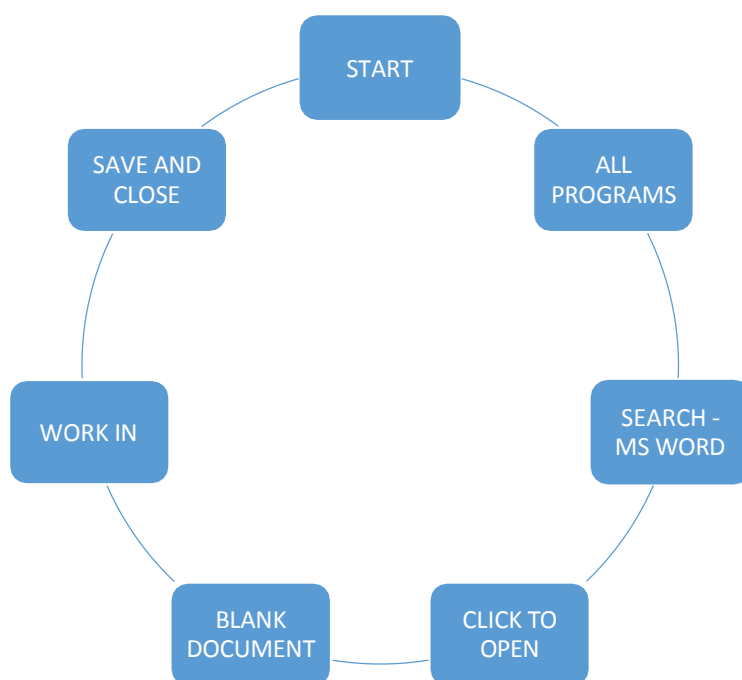 START
ALL
PROGRAMS
SEARCH -
MS WORD
CLICK TO
OPEN
BLANK
DOCUMENT
WORK IN
SAVE AND
CLOSE